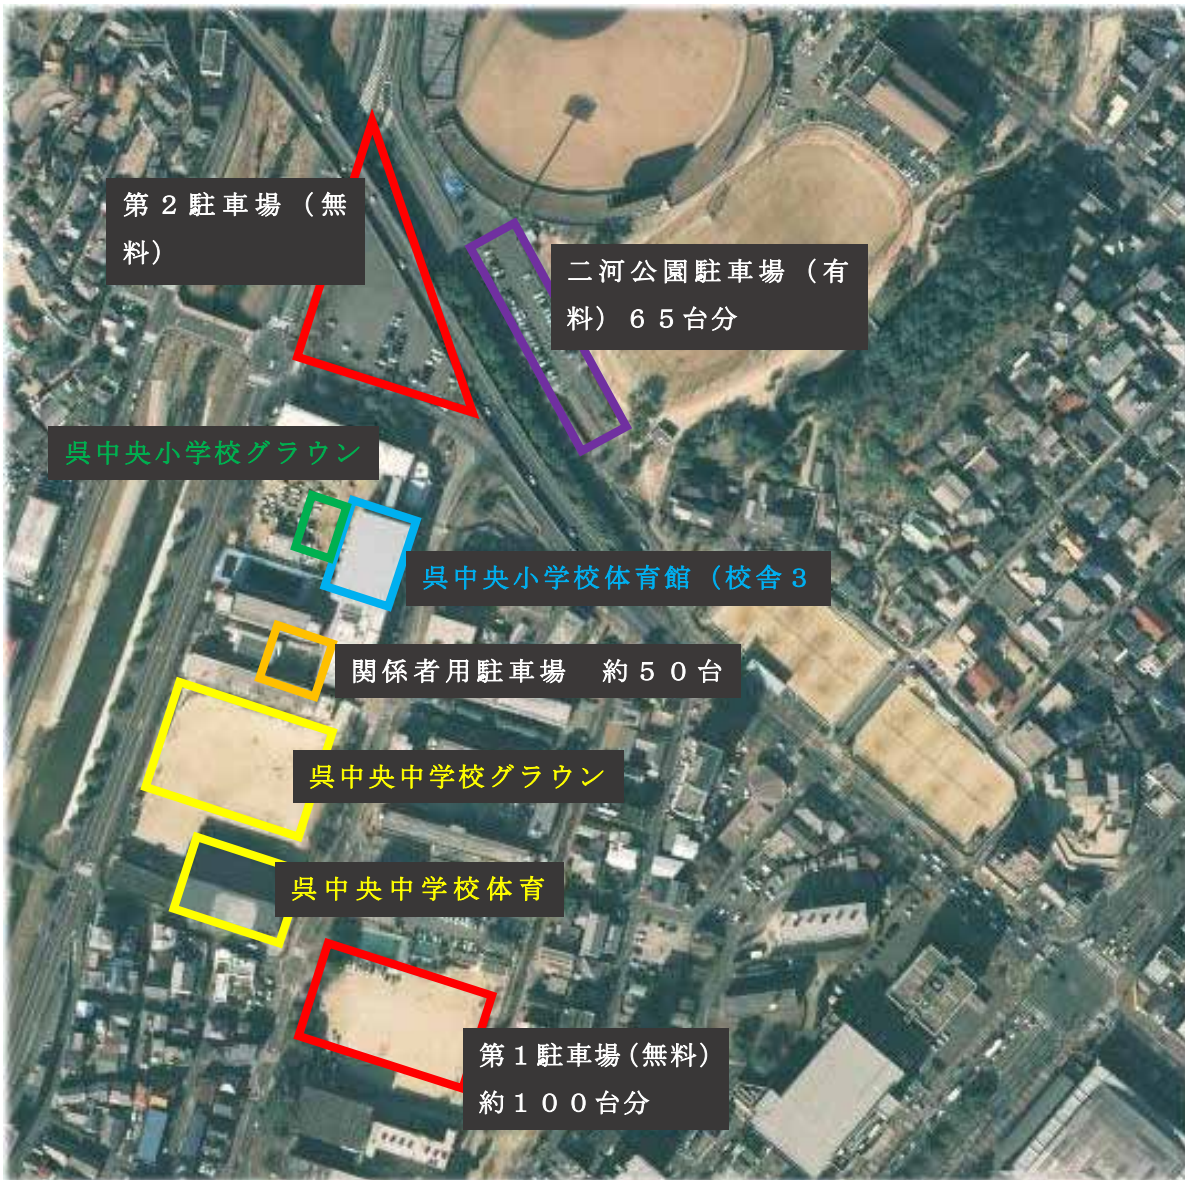 第２駐車場（無
料）
二河公園駐車場（有
料）６５台分
呉中央小学校グラウン
呉中央小学校体育館（校舎３
関係者用駐車場　約５０台
呉中央中学校グラウン
呉中央中学校体育
第１駐車場（無料）
約１００台分